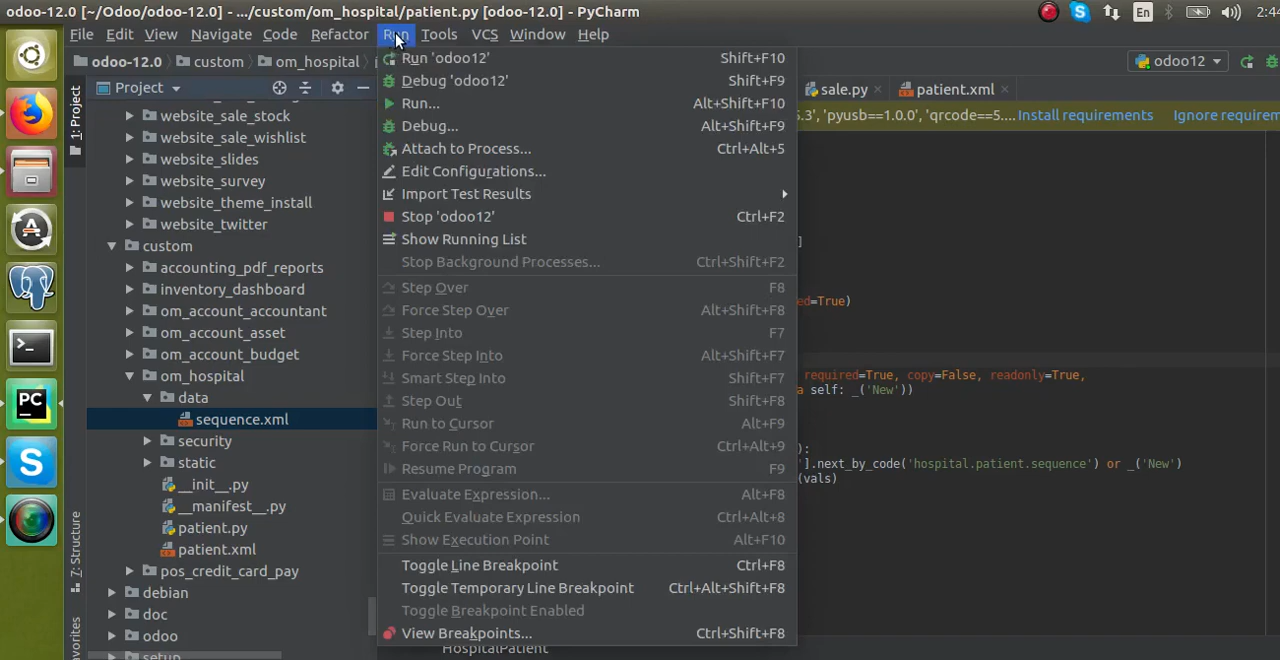 odoo-12.0 [~/Odoo/odoo-12.0] - .../custom/om_hospital/patient.py [odoo-12.0] - PyCharm
En
2:4
File Edit View Navigate Code Refactor Run Tools VCS Window Help
odoo-12.0 custom om_hospital
odoo12
1: Project
Project
sale.py
patient.xml
5.3', 'pyusb==1.0.0', 'qrcode==5.... Install requirements Ignore requirem
website_sale_stock
website_sale_wishlist
website_slides
website_survey
website_theme_install
website_twitter
custom
accounting_pdf_reports
inventory_dashboard
om_account_accountant
om_account_asset
om_account_budget
om_hospital
data
sequence.xml
security
static
__init__.py
__manifest__.py
patient.py
patient.xml
pos_credit_card_pay
debian
doc
odoo
7: Structure
Run 'odoo12' Shift+F10
Debug 'odoo12' Shift+F9
Run... Alt+Shift+F10
Debug... Alt+Shift+F9
Attach to Process... Ctrl+Alt+5
Edit Configurations...
Import Test Results
Stop 'odoo12' Ctrl+F2
Show Running List
Stop Background Processes... Ctrl+Shift+F2
Step Over F8
Force Step Over Alt+Shift+F8
Step Into F7
Force Step Into Alt+Shift+F7
Smart Step Into Shift+F7
Step Out Shift+F8
Run to Cursor Alt+F9
Force Run to Cursor Ctrl+Alt+9
Resume Program F9
Evaluate Expression... Alt+F8
Quick Evaluate Expression Ctrl+Alt+8
Show Execution Point Alt+F10
Toggle Line Breakpoint Ctrl+F8
Toggle Temporary Line Breakpoint Ctrl+Alt+Shift+F8
Toggle Breakpoint Enabled
View Breakpoints... Ctrl+Shift+F8
]
ed=True)
required=True, copy=False, readonly=True,
a self: _('New'))
):
'].next_by_code('hospital.patient.sequence') or _('New')
(vals)
HospitalPatient
PC